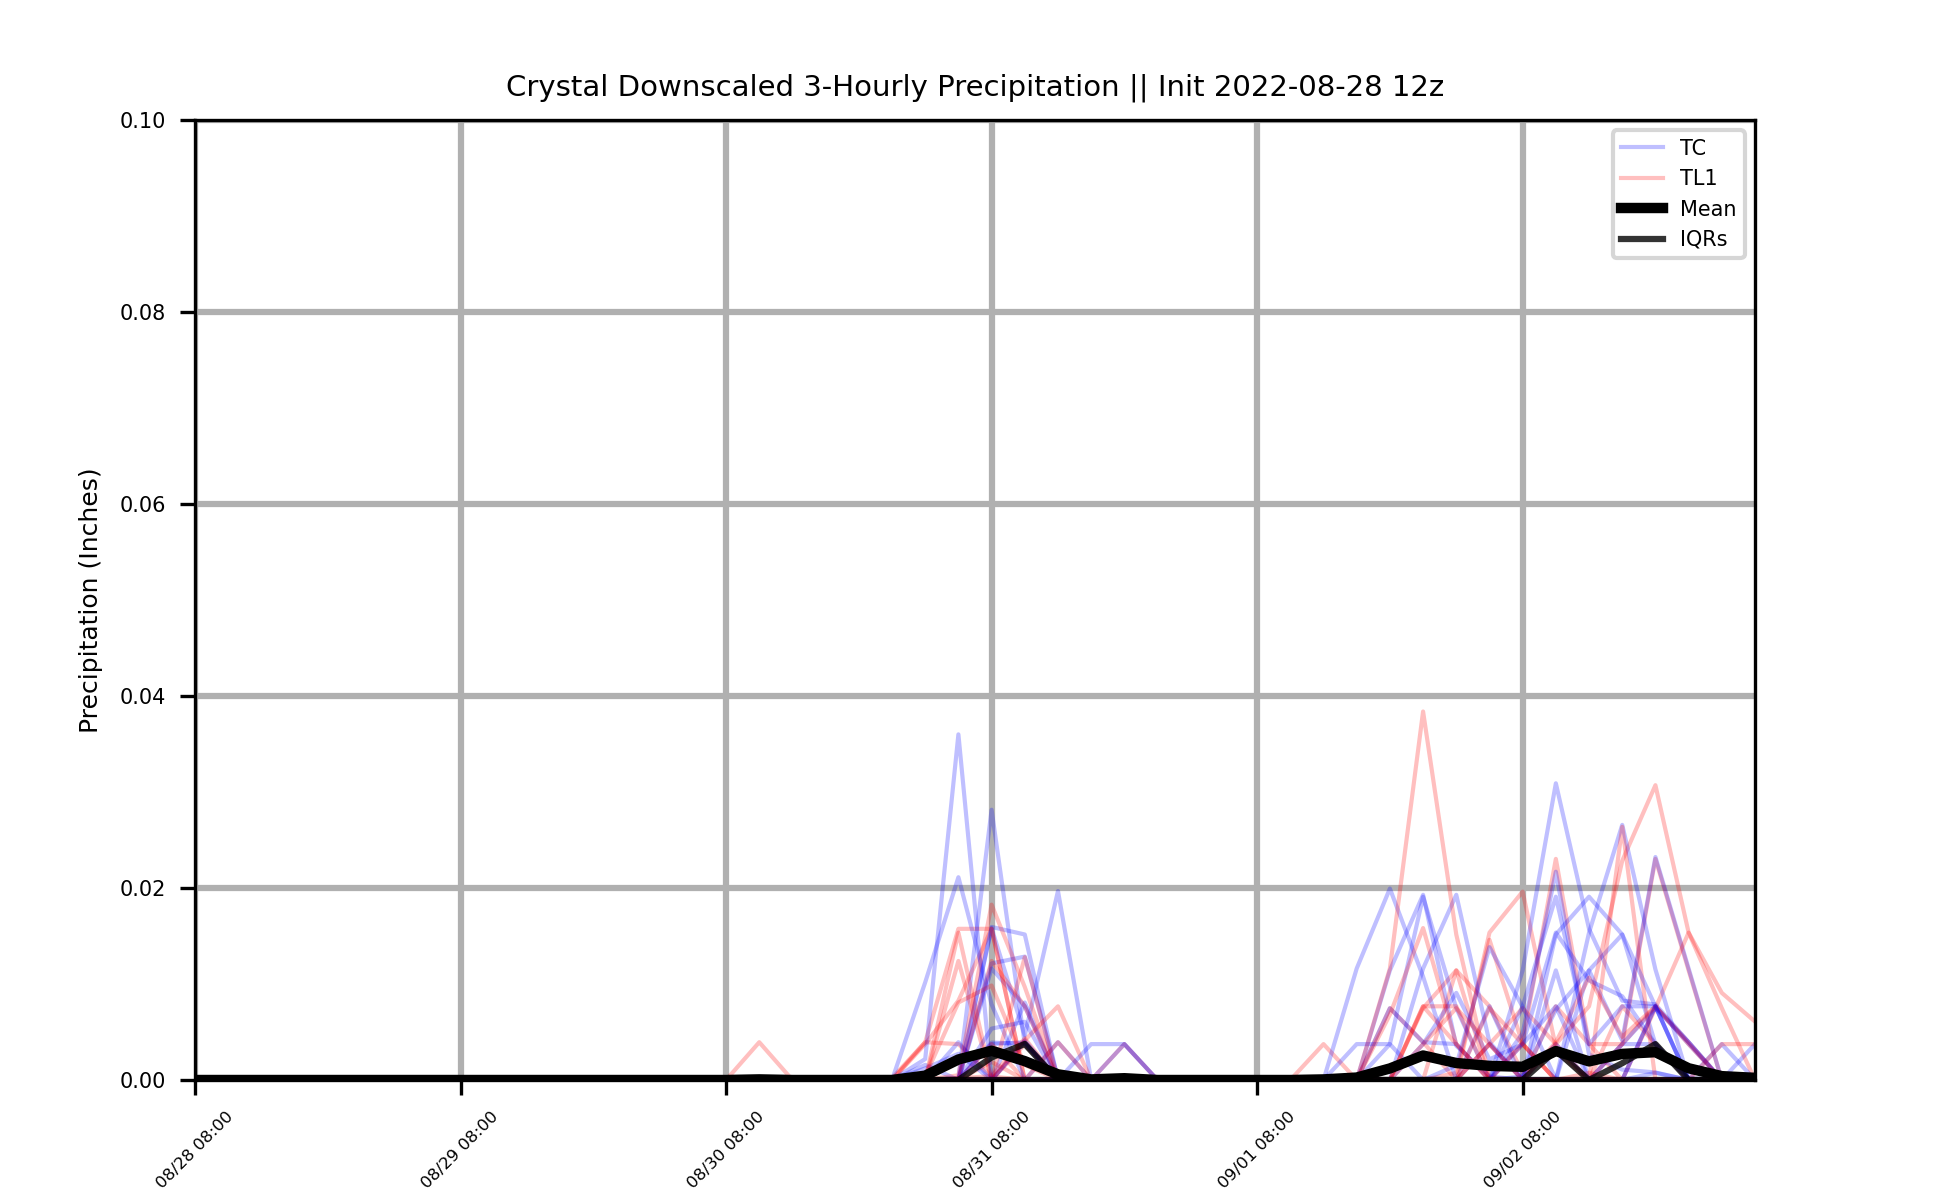 Crystal Downscaled 3-Hourly Precipitation || Init 2022-08-28 12z
0.10
0.08
0.06
0.04
0.02
0.00
Precipitation (Inches)
TC
TL1
Mean
IQRs
08/28 08:00
08/29 08:00
08/30 08:00
08/31 08:00
09/01 08:00
09/02 08:00